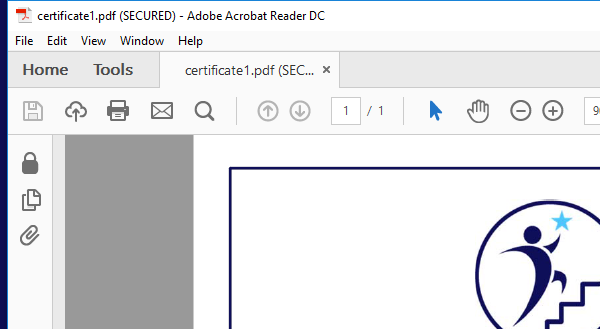 certificate1.pdf (SECURED) - Adobe Acrobat Reader DC
File Edit View Window Help
Home Tools certificate1.pdf (SEC... ×
1 / 1 9